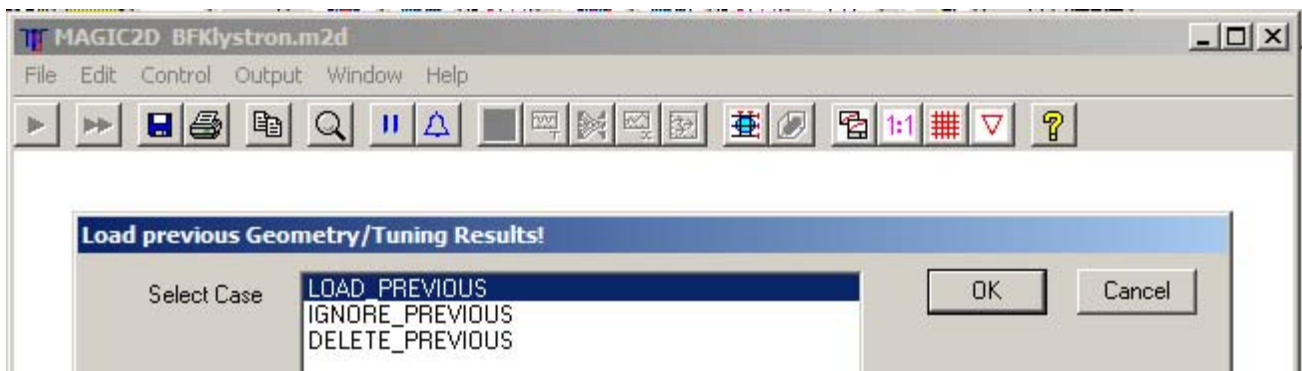 MAGIC2D BFKlystron.m2d
File Edit Control Output Window Help
1:1 ?
Load previous Geometry/Tuning Results!
Select Case LOAD_PREVIOUS OK Cancel
IGNORE_PREVIOUS
DELETE_PREVIOUS